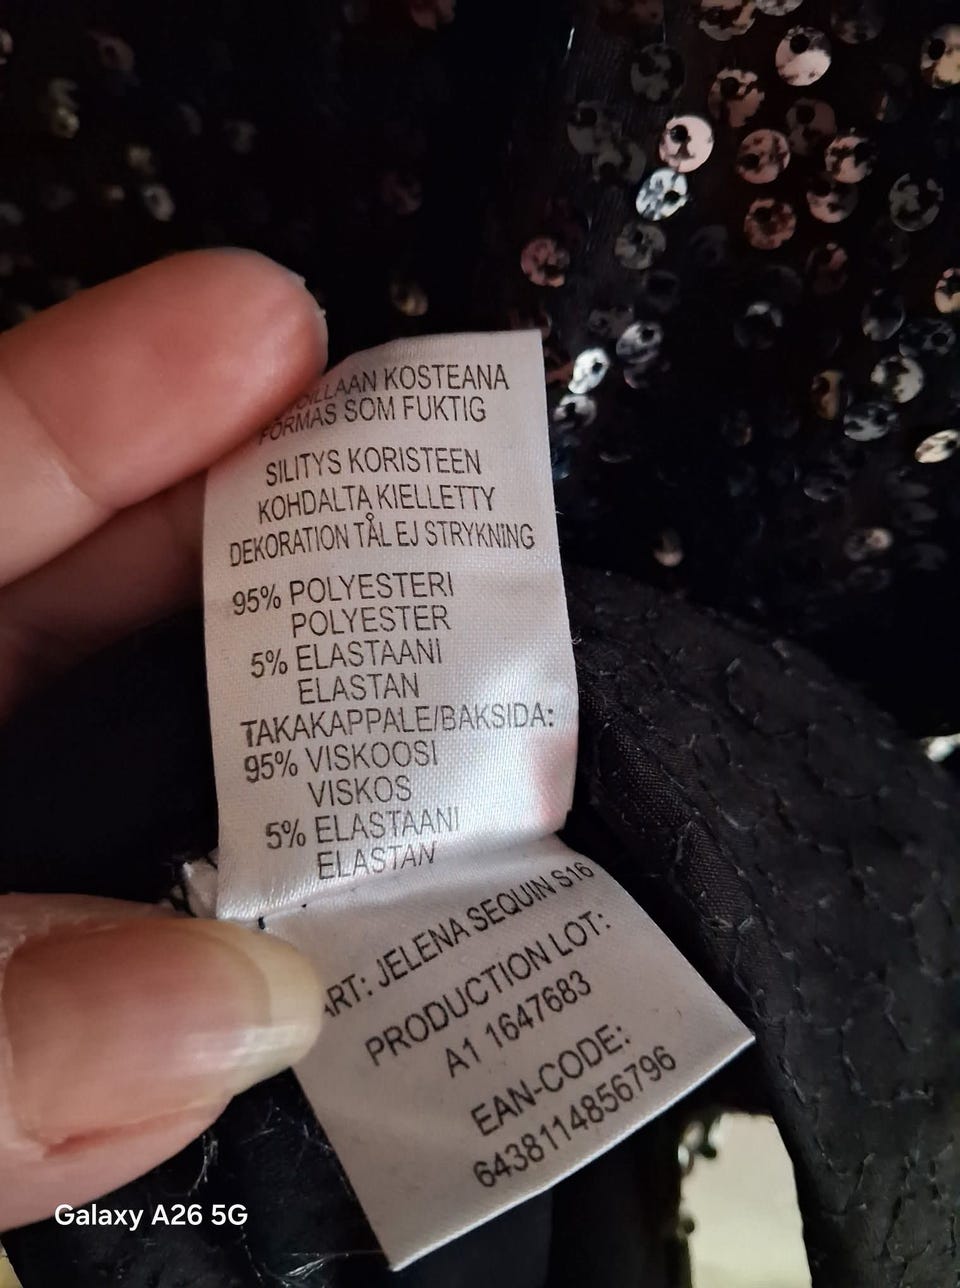 KOSTEANA
FORMAS SOM FUKTIG
SILITYS KORISTEEN
KOHDALTA KIELLETTY
DEKORATION TÅL EJ STRYKNING
95% POLYESTERI
POLYESTER
5% ELASTAANI
ELASTAN
TAKAKAPPALE/BAKSIDA:
95% VISKOOSI
VISKOS
5% ELASTAANI
ELASTAN
ART: JELENA SEQUIN S16
PRODUCTION LOT:
A1 1647683
EAN-CODE:
6438114856796
Galaxy A26 5G